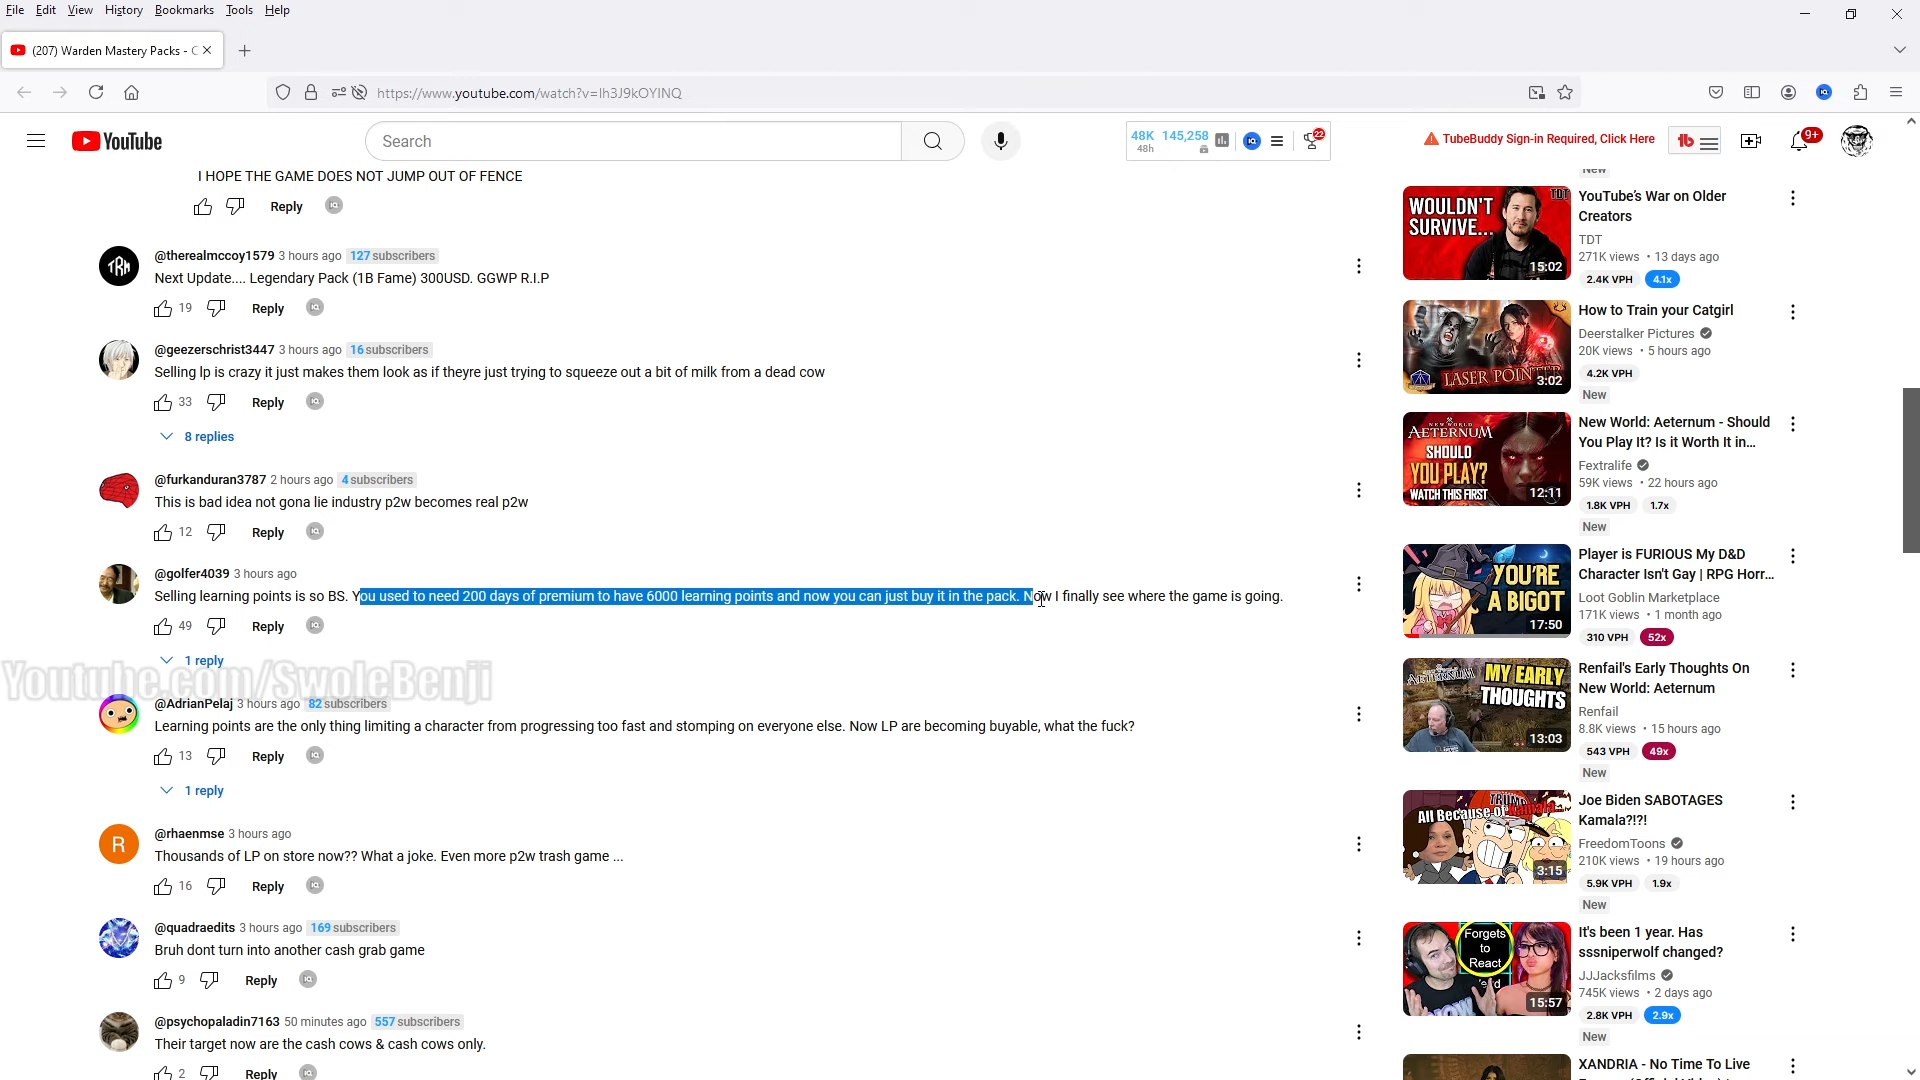 File Edit View History Bookmarks Tools Help
(207) Warden Mastery Packs - C
https://www.youtube.com/watch?v=Ih3J9kOYINQ
YouTube
Search
48K 145,258
48h
22
TubeBuddy Sign-in Required, Click Here
9+
I HOPE THE GAME DOES NOT JUMP OUT OF FENCE
Reply
@therealmccoy1579 3 hours ago 127 subscribers
Next Update.... Legendary Pack (1B Fame) 300USD. GGWP R.I.P
19 Reply
@geezerschrist3447 3 hours ago 16 subscribers
Selling lp is crazy it just makes them look as if theyre just trying to squeeze out a bit of milk from a dead cow
33 Reply
8 replies
@furkanduran3787 2 hours ago 4 subscribers
This is bad idea not gona lie industry p2w becomes real p2w
12 Reply
@golfer4039 3 hours ago
Selling learning points is so BS. You used to need 200 days of premium to have 6000 learning points and now you can just buy it in the pack. Now I finally see where the game is going.
49 Reply
1 reply
Youtube.com/SwoleBenji
@AdrianPelaj 3 hours ago 82 subscribers
Learning points are the only thing limiting a character from progressing too fast and stomping on everyone else. Now LP are becoming buyable, what the fuck?
13 Reply
1 reply
R
@rhaenmse 3 hours ago
Thousands of LP on store now?? What a joke. Even more p2w trash game ...
16 Reply
@quadraedits 3 hours ago 169 subscribers
Bruh dont turn into another cash grab game
9 Reply
@psychopaladin7163 50 minutes ago 557 subscribers
Their target now are the cash cows & cash cows only.
2 Reply
New
WOULDN'T
SURVIVE...
TDT
15:02
YouTube's War on Older
Creators
TDT
271K views • 13 days ago
2.4K VPH 4.1x
LASER POINTER
3:02
How to Train your Catgirl
Deerstalker Pictures
20K views • 5 hours ago
4.2K VPH
New
NEW WORLD
AETERNUM
SHOULD
YOU PLAY?
WATCH THIS FIRST
12:11
New World: Aeternum - Should
You Play It? Is it Worth It in...
Fextralife
59K views • 22 hours ago
1.8K VPH 1.7x
New
YOU'RE
A BIGOT
17:50
Player is FURIOUS My D&D
Character Isn't Gay | RPG Horr...
Loot Goblin Marketplace
171K views • 1 month ago
310 VPH 52x
AETERNUM
MY EARLY
THOUGHTS
13:03
Renfail's Early Thoughts On
New World: Aeternum
Renfail
8.8K views • 15 hours ago
543 VPH 49x
New
TRUMP
All Because of Kamala...
3:15
Joe Biden SABOTAGES
Kamala?!?!
FreedomToons
210K views • 19 hours ago
5.9K VPH 1.9x
New
Forgets
to
React
15:57
It's been 1 year. Has
sssniperwolf changed?
JJJacksfilms
745K views • 2 days ago
2.8K VPH 2.9x
New
XANDRIA - No Time To Live